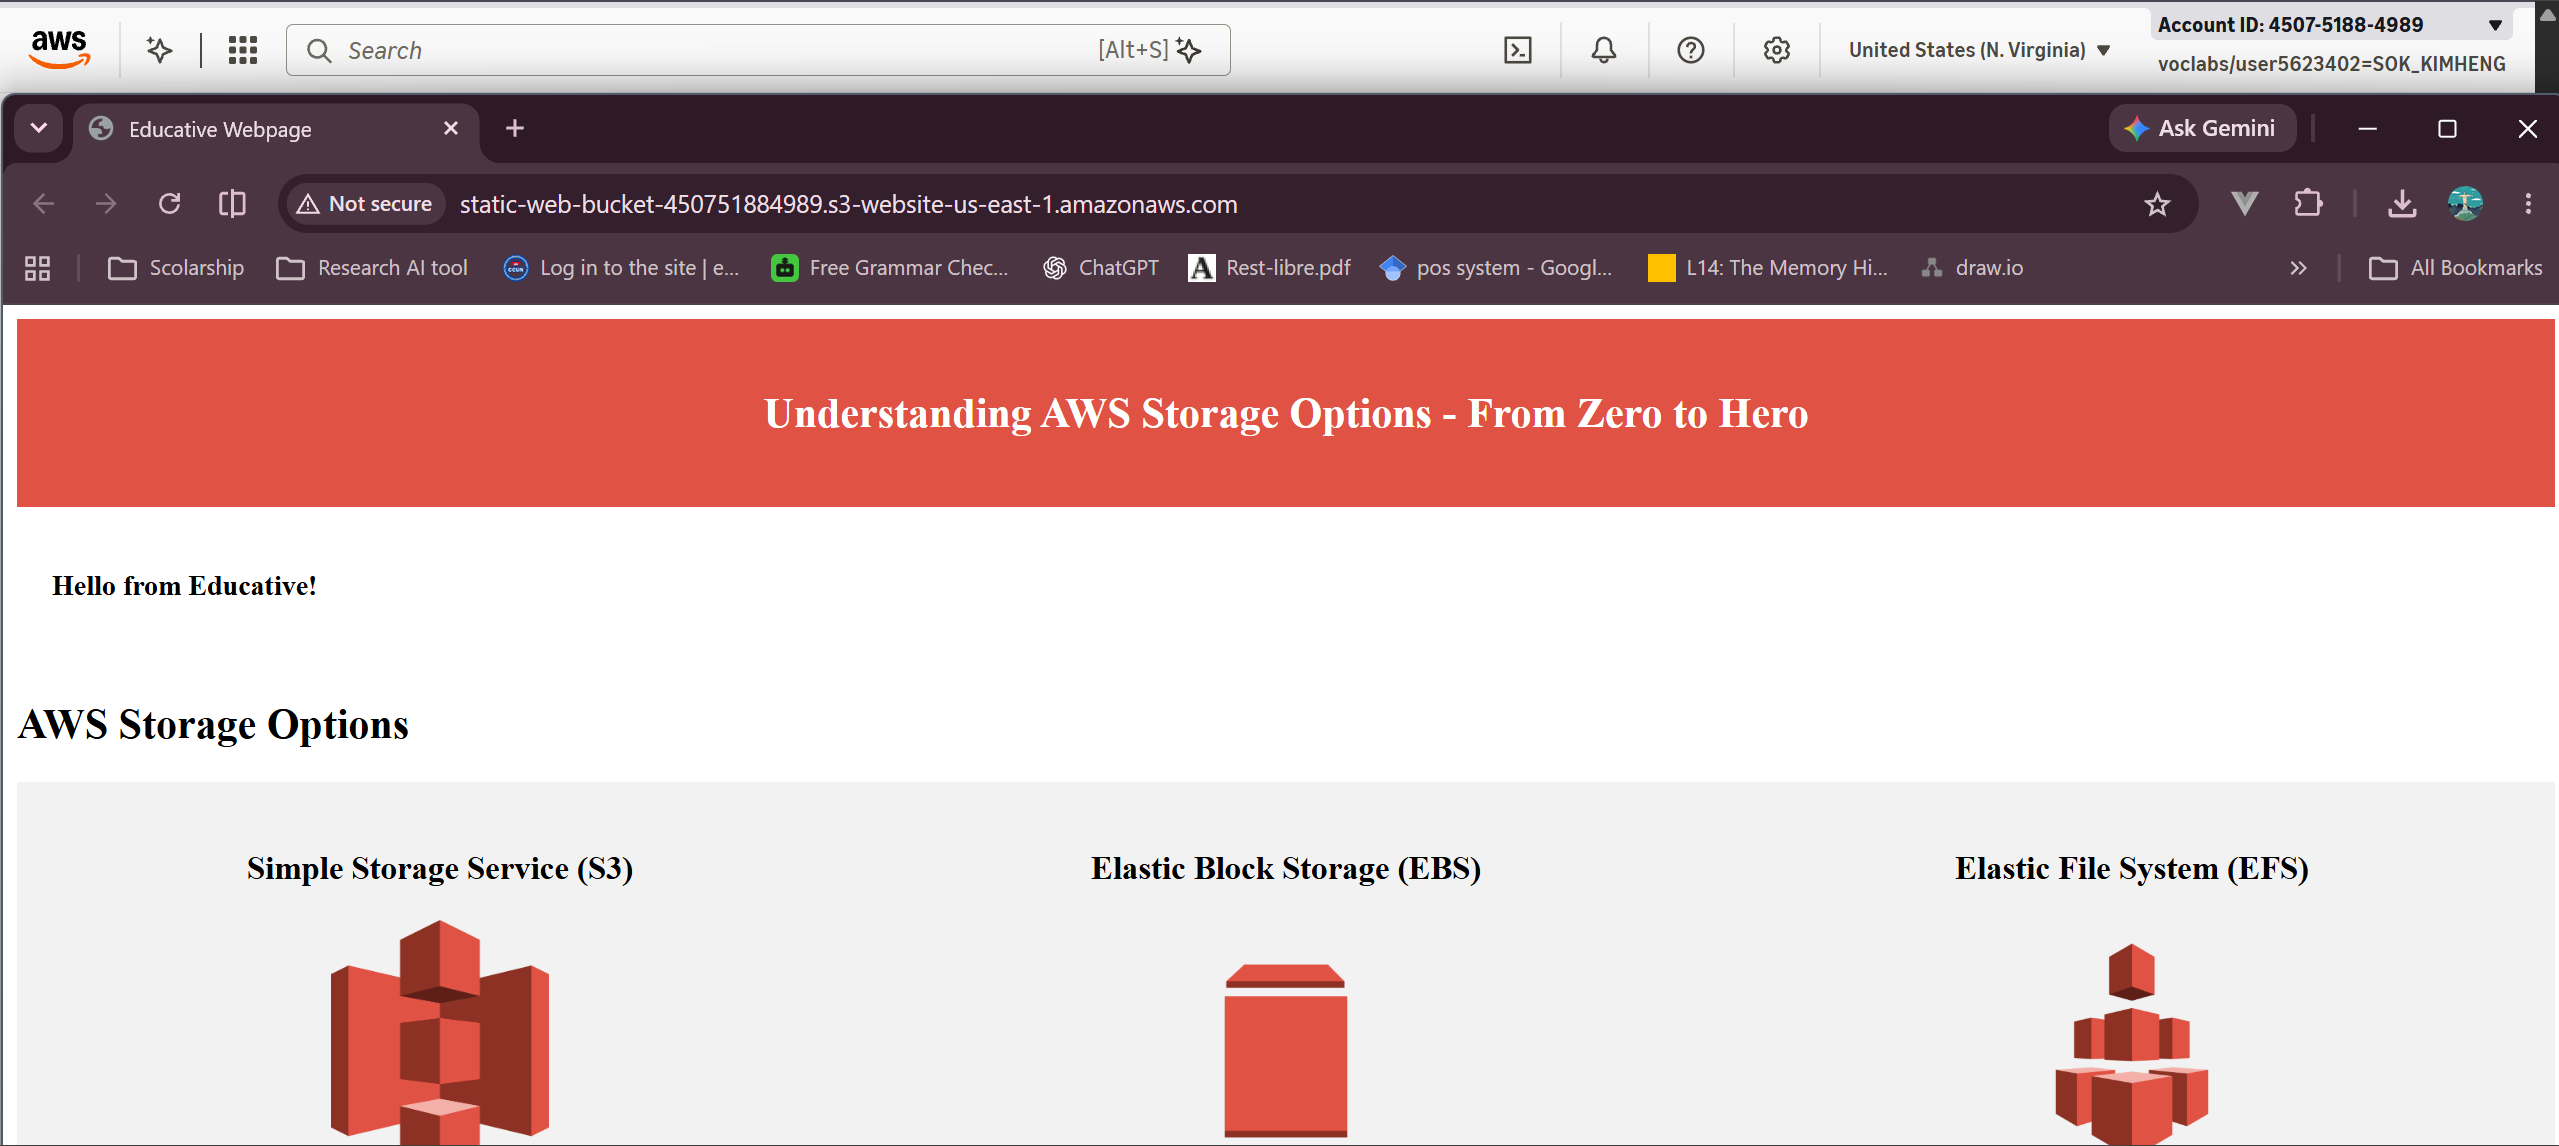 aws
Search [Alt+S]
United States (N. Virginia)
Account ID: 4507-5188-4989
voclabs/user5623402=SOK_KIMHENG
Educative Webpage
Ask Gemini
Not secure
static-web-bucket-450751884989.s3-website-us-east-1.amazonaws.com
Scolarship
Research AI tool
Log in to the site | e...
Free Grammar Chec...
ChatGPT
Rest-libre.pdf
pos system - Googl...
L14: The Memory Hi...
draw.io
All Bookmarks
Understanding AWS Storage Options - From Zero to Hero
Hello from Educative!
AWS Storage Options
Simple Storage Service (S3)
Elastic Block Storage (EBS)
Elastic File System (EFS)